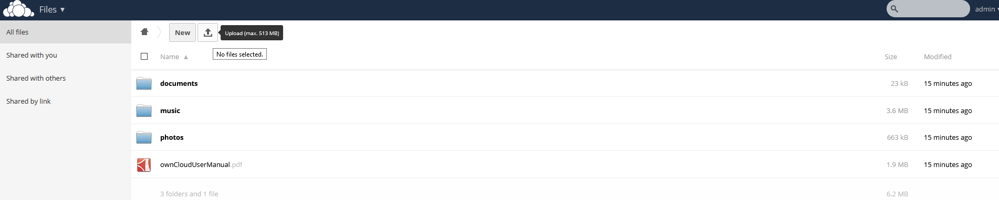 Files ▼
admin
All files
Shared with you
Shared with others
Shared by link
New
Upload (max. 513 MB)
No files selected.
Name ▲ Size Modified
documents 23 kB 15 minutes ago
music 3.6 MB 15 minutes ago
photos 663 kB 15 minutes ago
ownCloudUserManual.pdf 1.9 MB 15 minutes ago
3 folders and 1 file 6.2 MB